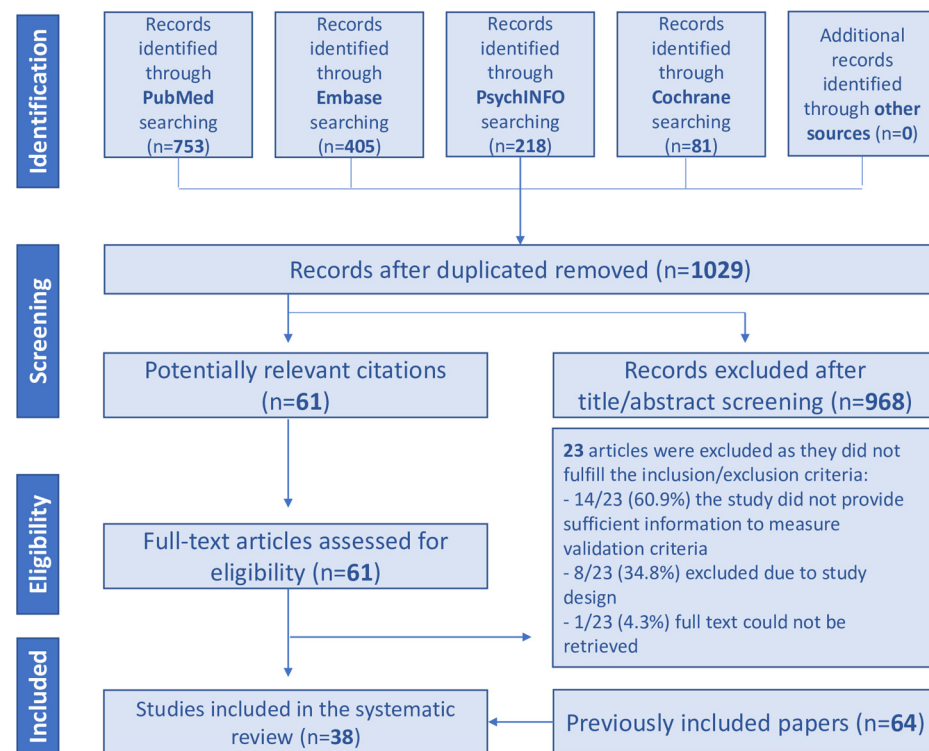 Identification
Records
identified
through
PubMed
searching
(n=753)
Records
identified
through
Embase
searching
(n=405)
Records
identified
through
PsychINFO
searching
(n=218)
Records
identified
through
Cochrane
searching
(n=81)
Additional
records
identified
through other
sources (n=0)
Screening
Records after duplicated removed (n=1029)
Potentially relevant citations
(n=61)
Records excluded after
title/abstract screening (n=968)
Eligibility
Full-text articles assessed for
eligibility (n=61)
23 articles were excluded as they did not
fulfill the inclusion/exclusion criteria:
- 14/23 (60.9%) the study did not provide
sufficient information to measure
validation criteria
- 8/23 (34.8%) excluded due to study
design
- 1/23 (4.3%) full text could not be
retrieved
Included
Studies included in the systematic
review (n=38)
Previously included papers (n=64)